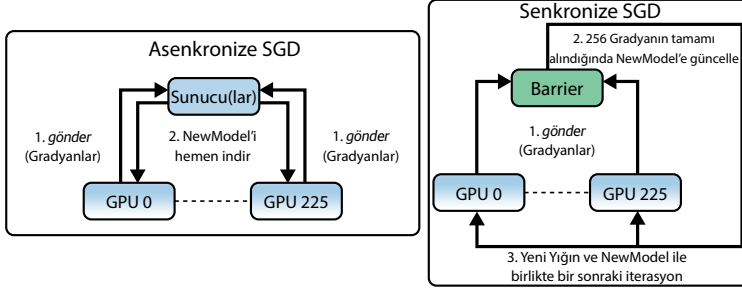 Asenkronize SGD
Sunucu(lar)
1. gönder
(Gradyanlar)
2. NewModel'i
hemen indir
1. gönder
(Gradyanlar)
GPU 0
GPU 225
Senkronize SGD
2. 256 Gradyanın tamamı
alındığında NewModel'e güncelle
Barrier
1. gönder
(Gradyanlar)
GPU 0
GPU 225
3. Yeni Yığın ve NewModel ile
birlikte bir sonraki iterasyon